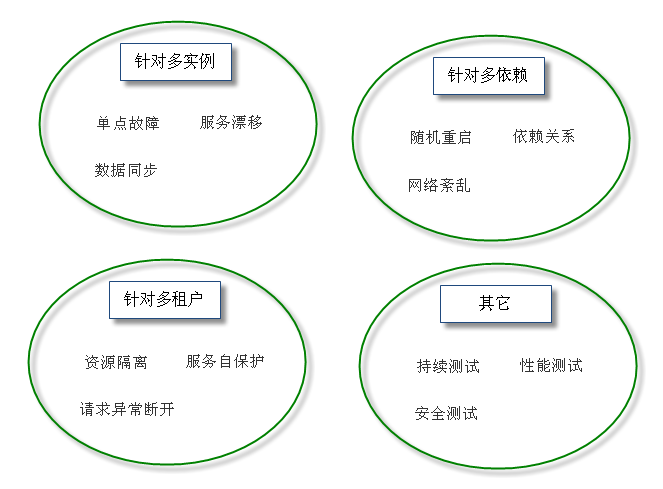 针对多实例
单点故障
服务漂移
数据同步
针对多依赖
随机重启
依赖关系
网络紊乱
针对多租户
资源隔离
服务自保护
请求异常断开
其它
持续测试
性能测试
安全测试